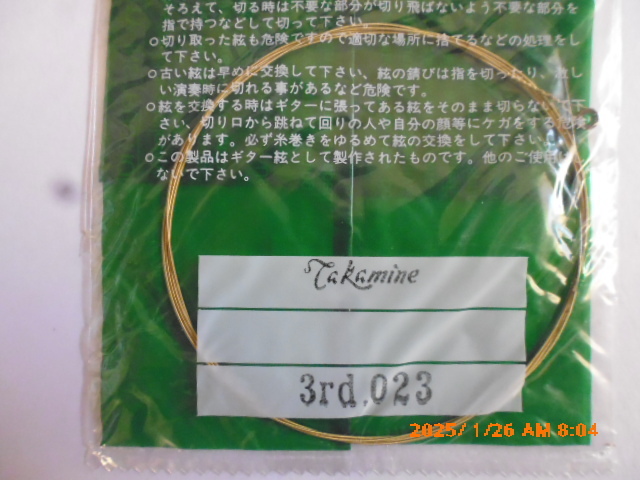 そろえて、切る時は不要な部分が切り飛ばないよう不要な部分を
指で持つなどして切って下さい。
○切り取った絃も危険ですので適切な場所に捨てるなどの処理をし
て下さい。
○古い絃は早めに交換して下さい、絃の錆びは指を切ったり、激し
い演奏時に切れる事があるなど危険です。
○絃を交換する時はギターに張ってある絃をそのまま切らないで下
さい、切り口から跳ねて回りの人や自分の顔等にケガをする危険
があります。必ず糸巻きをゆるめて絃の交換をして下さい。
○この製品はギター絃として製作されたものです。他のご使用
ないで下さい。
Takamine
3rd.023
2025/ 1/26 AM 8:04